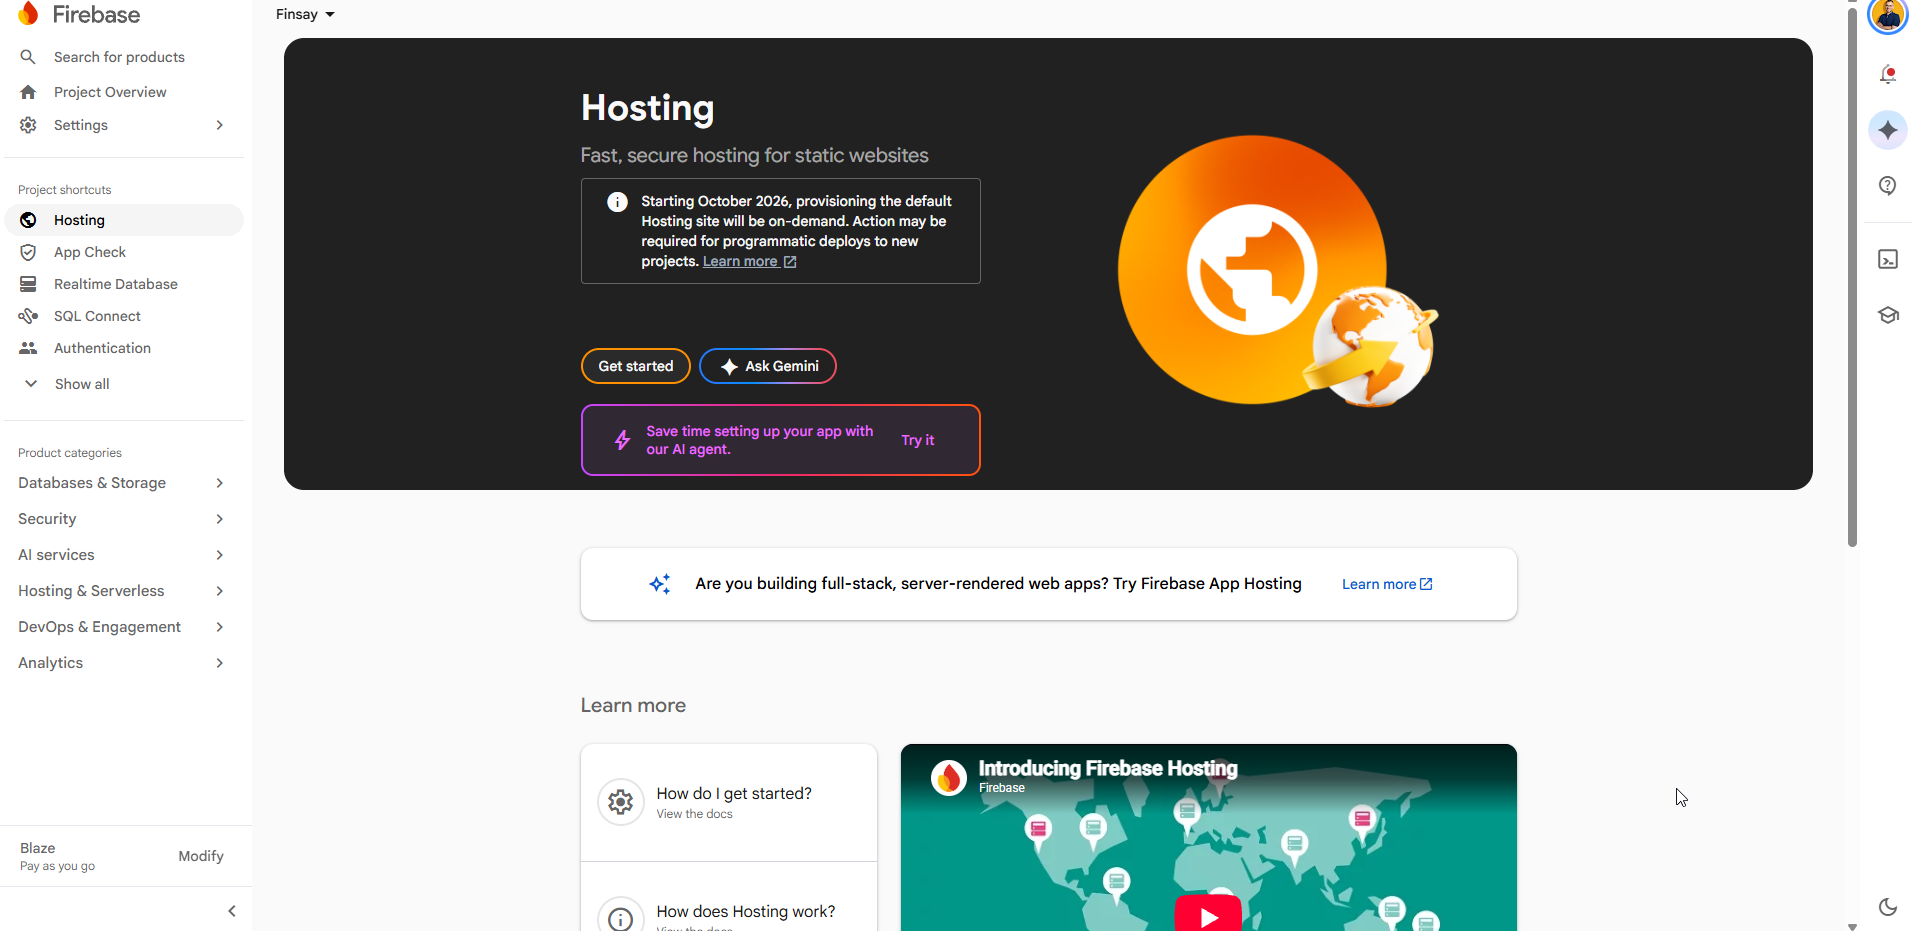 Firebase
Search for products
Project Overview
Settings
Project shortcuts
Hosting
App Check
Realtime Database
SQL Connect
Authentication
Show all
Product categories
Databases & Storage
Security
AI services
Hosting & Serverless
DevOps & Engagement
Analytics
Blaze
Pay as you go
Modify
Finsay
Hosting
Fast, secure hosting for static websites
Starting October 2026, provisioning the default
Hosting site will be on-demand. Action may be
required for programmatic deploys to new
projects. Learn more
Get started
Ask Gemini
Save time setting up your app with
our AI agent.
Try it
Are you building full-stack, server-rendered web apps? Try Firebase App Hosting
Learn more
Learn more
How do I get started?
View the docs
How does Hosting work?
View the docs
Introducing Firebase Hosting
Firebase